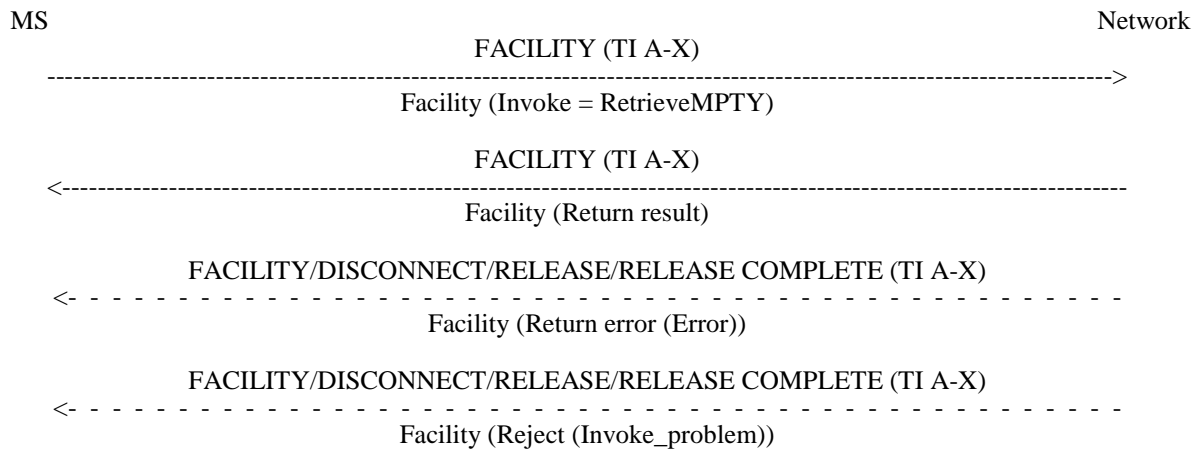 MS Network
FACILITY (TI A-X)
Facility (Invoke = RetrieveMPTY)
FACILITY (TI A-X)
Facility (Return result)
FACILITY/DISCONNECT/RELEASE/RELEASE COMPLETE (TI A-X)
Facility (Return error (Error))
FACILITY/DISCONNECT/RELEASE/RELEASE COMPLETE (TI A-X)
Facility (Reject (Invoke_problem))